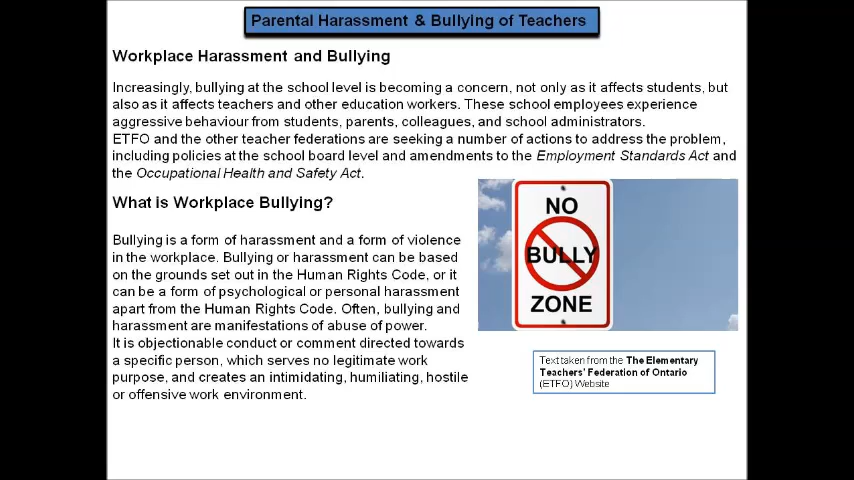 Parental Harassment & Bullying of Teachers
Workplace Harassment and Bullying
Increasingly, bullying at the school level is becoming a concern, not only as it affects students, but
also as it affects teachers and other education workers. These school employees experience
aggressive behaviour from students, parents, colleagues, and school administrators.
ETFO and the other teacher federations are seeking a number of actions to address the problem,
including policies at the school board level and amendments to the Employment Standards Act and
the Occupational Health and Safety Act.
What is Workplace Bullying?
Bullying is a form of harassment and a form of violence
in the workplace. Bullying or harassment can be based
on the grounds set out in the Human Rights Code, or it
can be a form of psychological or personal harassment
apart from the Human Rights Code. Often, bullying and
harassment are manifestations of abuse of power.
It is objectionable conduct or comment directed towards
a specific person, which serves no legitimate work
purpose, and creates an intimidating, humiliating, hostile
or offensive work environment.
NO
BULLY
ZONE
Text taken from the The Elementary
Teachers' Federation of Ontario
(ETFO) Website